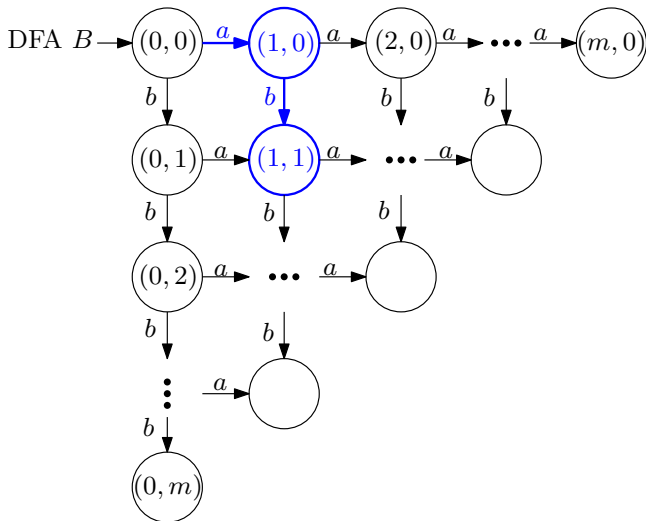 DFA B (0, 0) a (1, 0) a (2, 0) a ••• a (m, 0)
b b b b
(0, 1) a (1, 1) a ••• a
b b b
(0, 2) a ••• a
b b
a
b
(0, m)